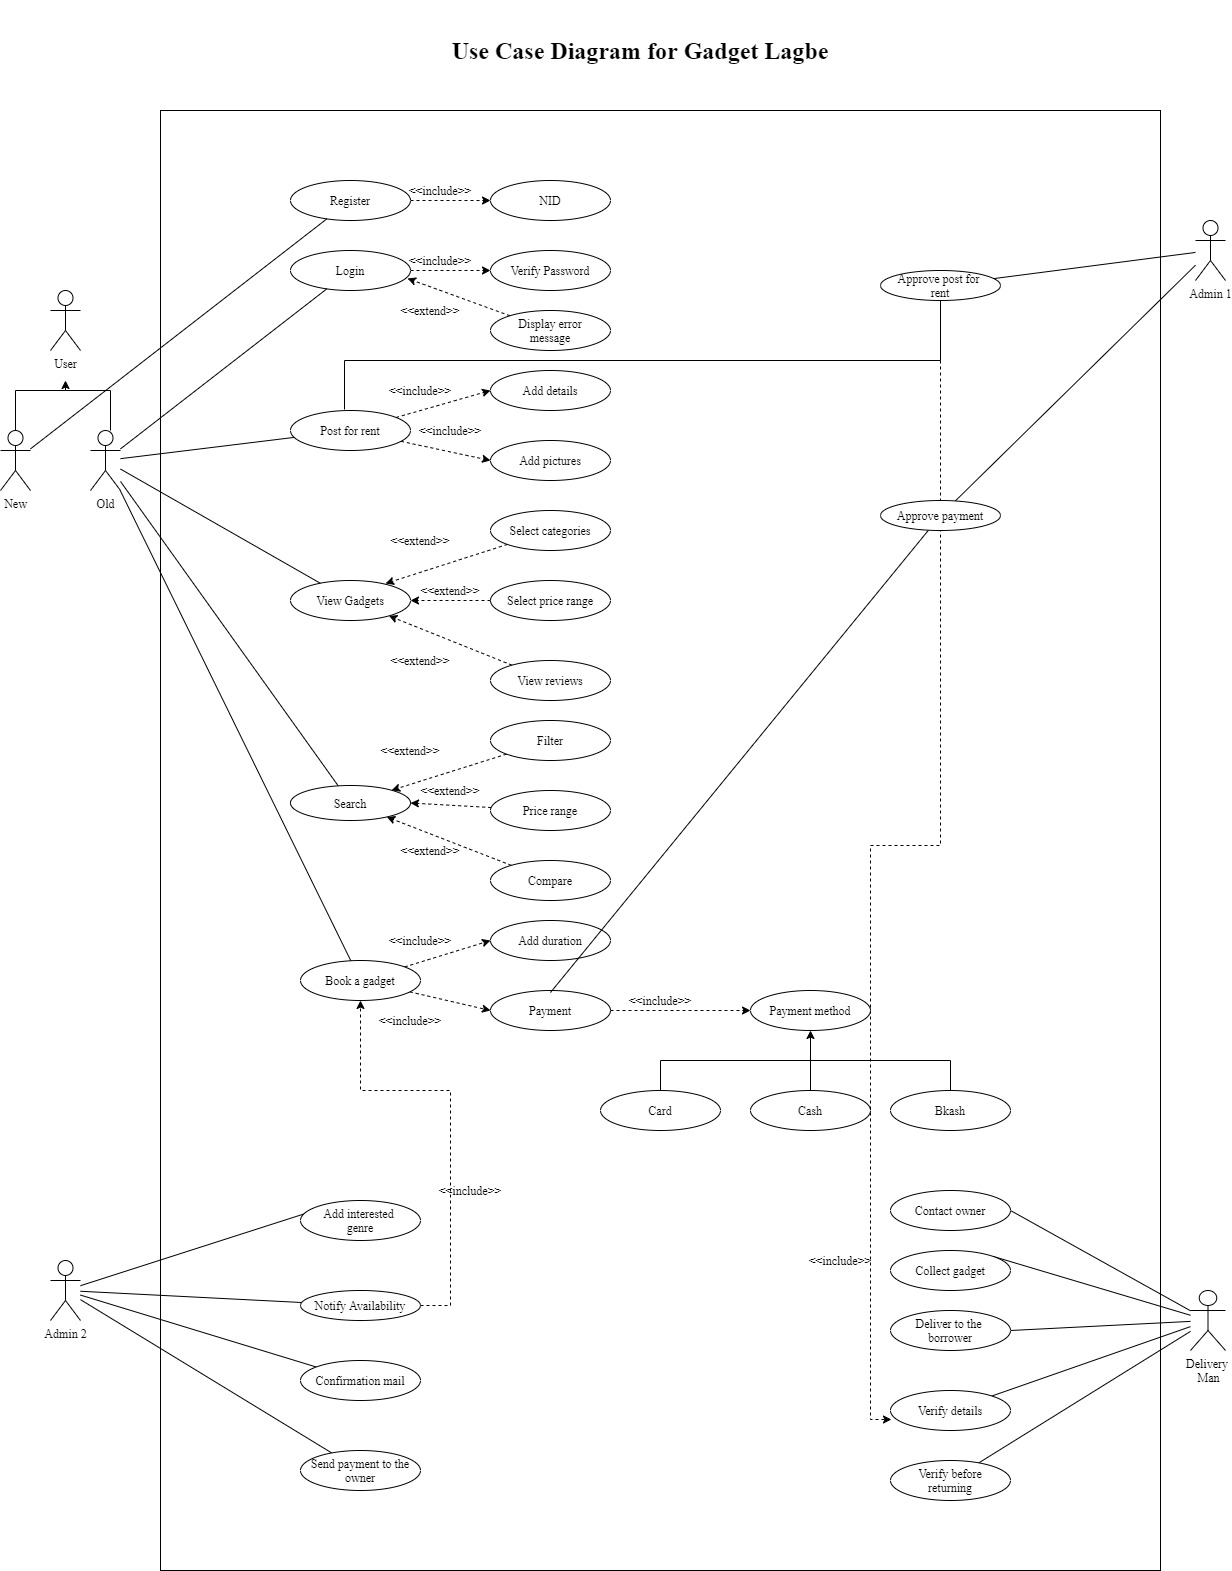 Use Case Diagram for Gadget Lagbe
Register
<<include>>
NID
Login
<<include>>
Verify Password
<<extend>>
Display error
message
Approve post for
rent
Admin 1
User
New
Old
Post for rent
<<include>>
Add details
<<include>>
Add pictures
Approve payment
View Gadgets
<<extend>>
Select categories
<<extend>>
Select price range
<<extend>>
View reviews
Search
<<extend>>
Filter
<<extend>>
Price range
<<extend>>
Compare
Book a gadget
<<include>>
Add duration
<<include>>
Payment
<<include>>
Payment method
Card
Cash
Bkash
<<include>>
Add interested
genre
Admin 2
Notify Availability
Confirmation mail
Send payment to the
owner
<<include>>
Contact owner
Collect gadget
Deliver to the
borrower
Verify details
Verify before
returning
Delivery
Man